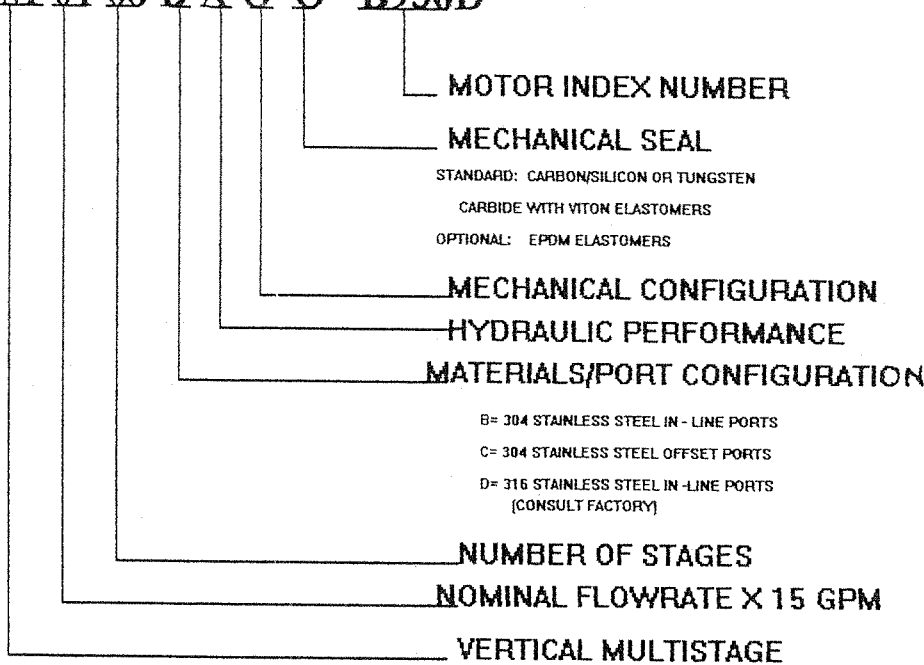 MOTOR INDEX NUMBER
MECHANICAL SEAL
STANDARD: CARBON/SILICON OR TUNGSTEN
CARBIDE WITH VITON ELASTOMERS
OPTIONAL: EPDM ELASTOMERS
MECHANICAL CONFIGURATION
HYDRAULIC PERFORMANCE
MATERIALS/PORT CONFIGURATION
B= 304 STAINLESS STEEL IN - LINE PORTS
C= 304 STAINLESS STEEL OFFSET PORTS
D= 316 STAINLESS STEEL IN -LINE PORTS
(CONSULT FACTORY)
NUMBER OF STAGES
NOMINAL FLOWRATE X 15 GPM
VERTICAL MULTISTAGE